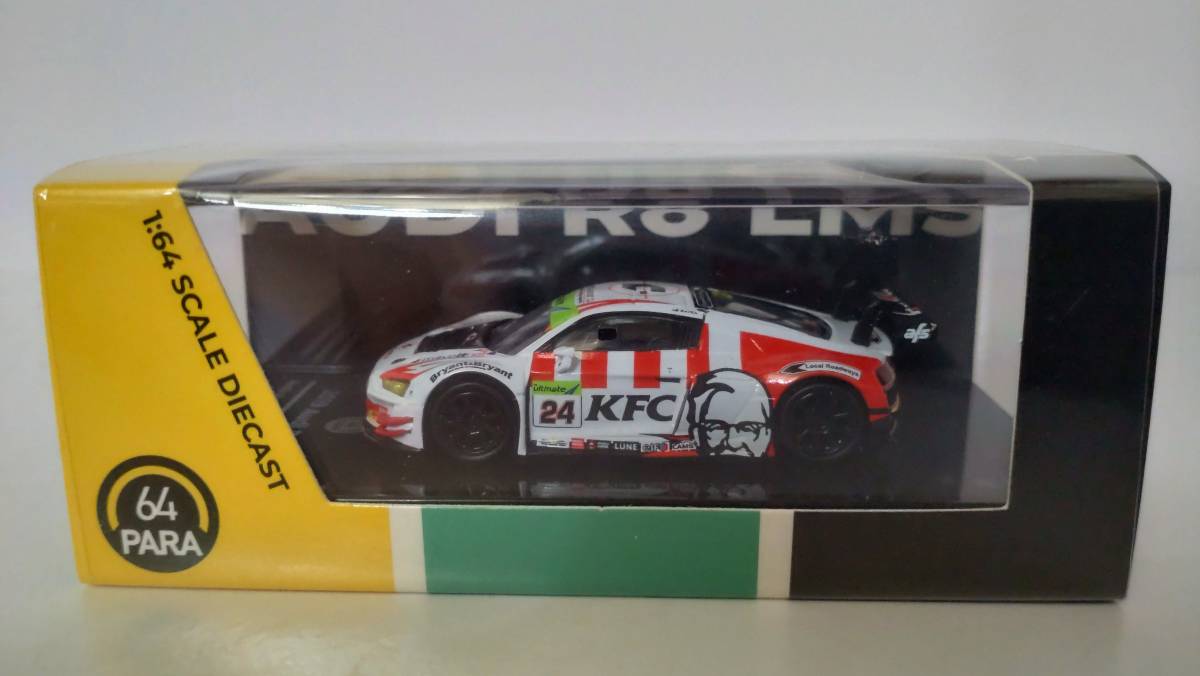 1:64 SCALE DIECAST
64
PARA
AUDI R8 LMS
afs
Bryant&Bryant
Local Roadways
ultimate
24
KFC
LUNE